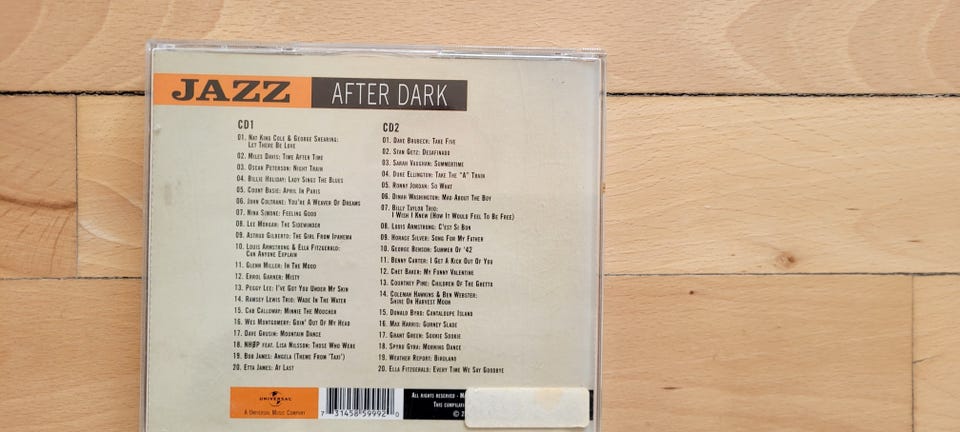 JAZZ AFTER DARK
CD1
01. Nat King Cole & George Shearing:
Let There Be Love
02. Miles Davis: Time After Time
03. Oscar Peterson: Night Train
04. Billie Holiday: Lady Sings The Blues
05. Count Basie: April In Paris
06. John Coltrane: You're A Weaver Of Dreams
07. Nina Simone: Feeling Good
08. Lee Morgan: The Sidewinder
09. Astrud Gilberto: The Girl From Ipanema
10. Louis Armstrong & Ella Fitzgerald:
Can Anyone Explain
11. Glenn Miller: In The Mood
12. Errol Garner: Misty
13. Peggy Lee: I've Got You Under My Skin
14. Ramsey Lewis Trio: Wade In The Water
15. Cab Calloway: Minnie The Moocher
16. Wes Montgomery: Goin' Out Of My Head
17. Dave Grusin: Mountain Dance
18. NHØP feat. Lisa Nilsson: Those Who Were
19. Bob James: Angela (Theme From 'Taxi')
20. Etta James: At Last
CD2
01. Dave Brubeck: Take Five
02. Stan Getz: Desafinado
03. Sarah Vaughan: Summertime
04. Duke Ellington: Take The "A" Train
05. Ronny Jordan: So What
06. Dinah Washington: Mad About The Boy
07. Billy Taylor Trio:
I Wish I Knew (How It Would Feel To Be Free)
08. Louis Armstrong: C'est Si Bon
09. Horace Silver: Song For My Father
10. George Benson: Summer Of '42
11. Benny Carter: I Get A Kick Out Of You
12. Chet Baker: My Funny Valentine
13. Courtney Pine: Children Of The Ghetto
14. Coleman Hawkins & Ben Webster:
Shine On Harvest Moon
15. Donald Byrd: Cantaloupe Island
16. Max Harris: Gurney Slade
17. Grant Green: Sookie Sookie
18. Spyro Gyra: Morning Dance
19. Weather Report: Birdland
20. Ella Fitzgerald: Every Time We Say Goodbye
UNIVERSAL
A Universal Music Company
7 31458 59992 0
All rights reserved -
This compilat
© 2